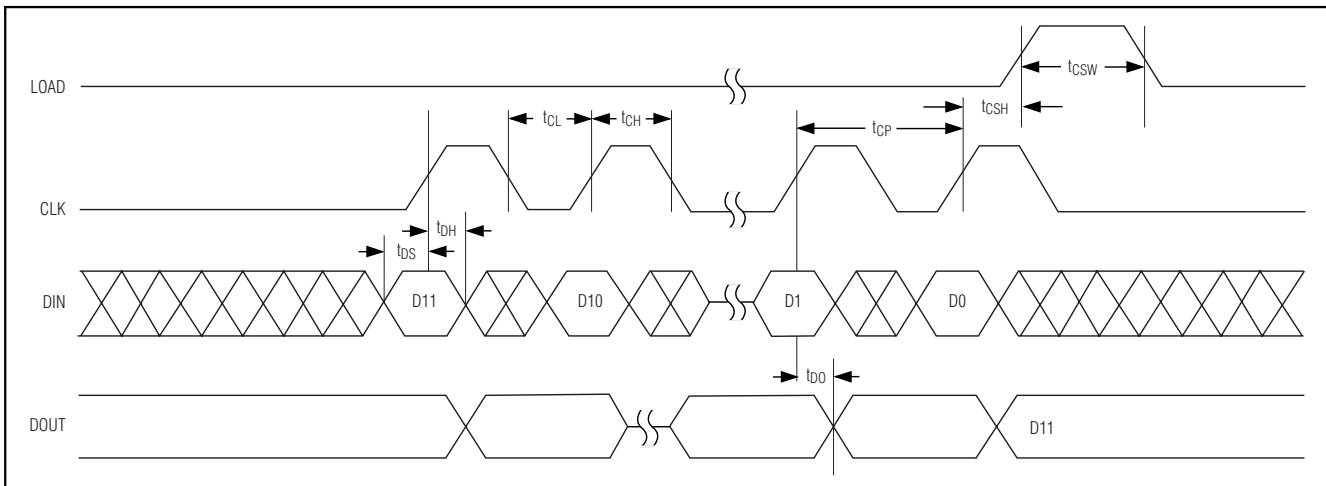 LOAD
tCSW
tCSH
tCL
tCH
tCP
CLK
tDH
tDS
DIN
D11
D10
D1
D0
tDO
DOUT
D11